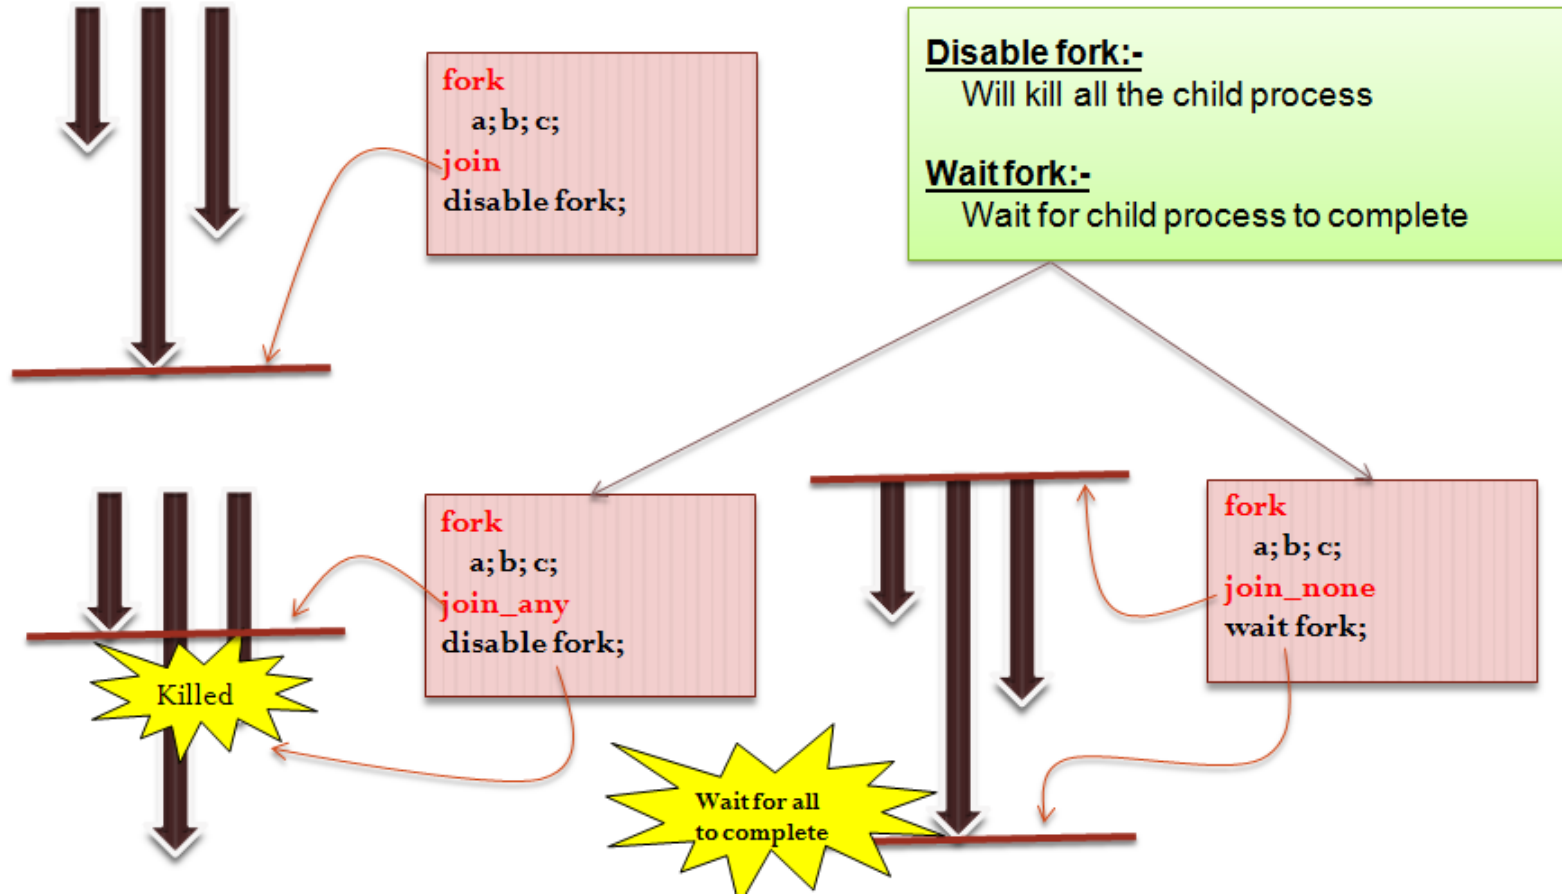 fork
a; b; c;
join
disable fork;
Disable fork:-
Will kill all the child process
Wait fork:-
Wait for child process to complete
fork
a; b; c;
join_any
disable fork;
Killed
fork
a; b; c;
join_none
wait fork;
Wait for all
to complete